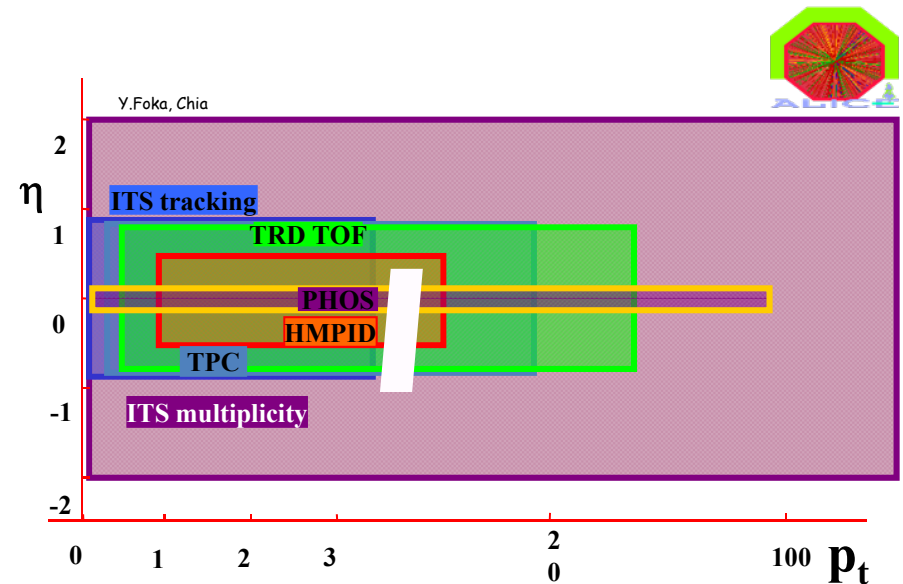 ALICE
Y.Foka, Chia
2
η
ITS tracking
1
TRD TOF
PHOS
0
HMPID
TPC
-1
ITS multiplicity
-2
0 1 2 3 2 100 pt
0